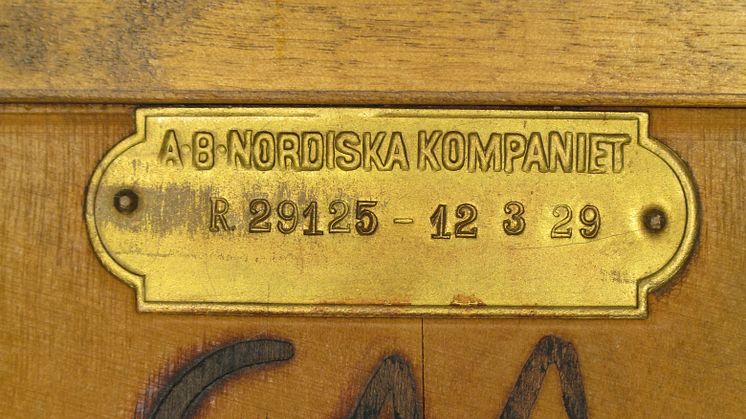 A·B·NORDISKA KOMPANIET
R. 29125 - 12 3 29